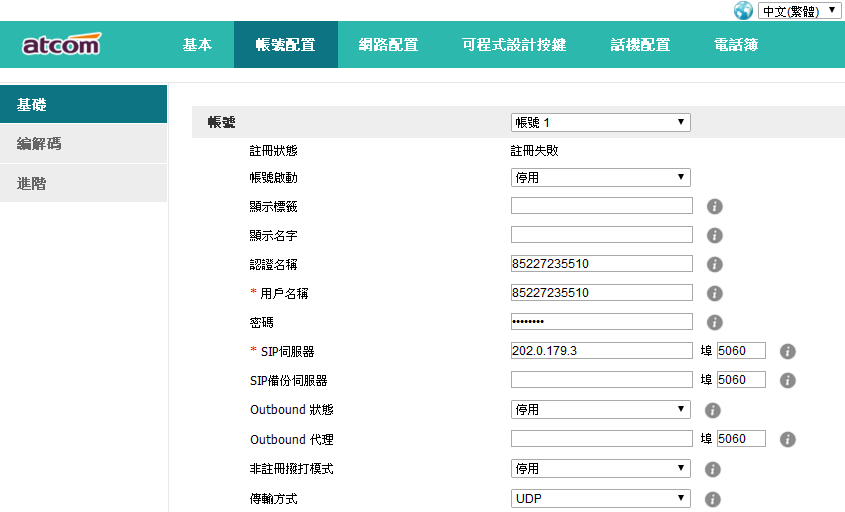 中文(繁體)
atcom 基本 帳號配置 網路配置 可程式設計按鍵 話機配置 電話簿
基礎
编解碼
進階
帳號 帳號 1
註冊狀態 註冊失敗
帳號啟動 停用
顯示標籤
顯示名字
認證名稱 85227235510
* 用戶名稱 85227235510
密碼 ••••••••
* SIP伺服器 202.0.179.3 埠 5060
SIP備份伺服器 埠 5060
Outbound 狀態 停用
Outbound 代理 埠 5060
非註冊撥打模式 停用
傳輸方式 UDP